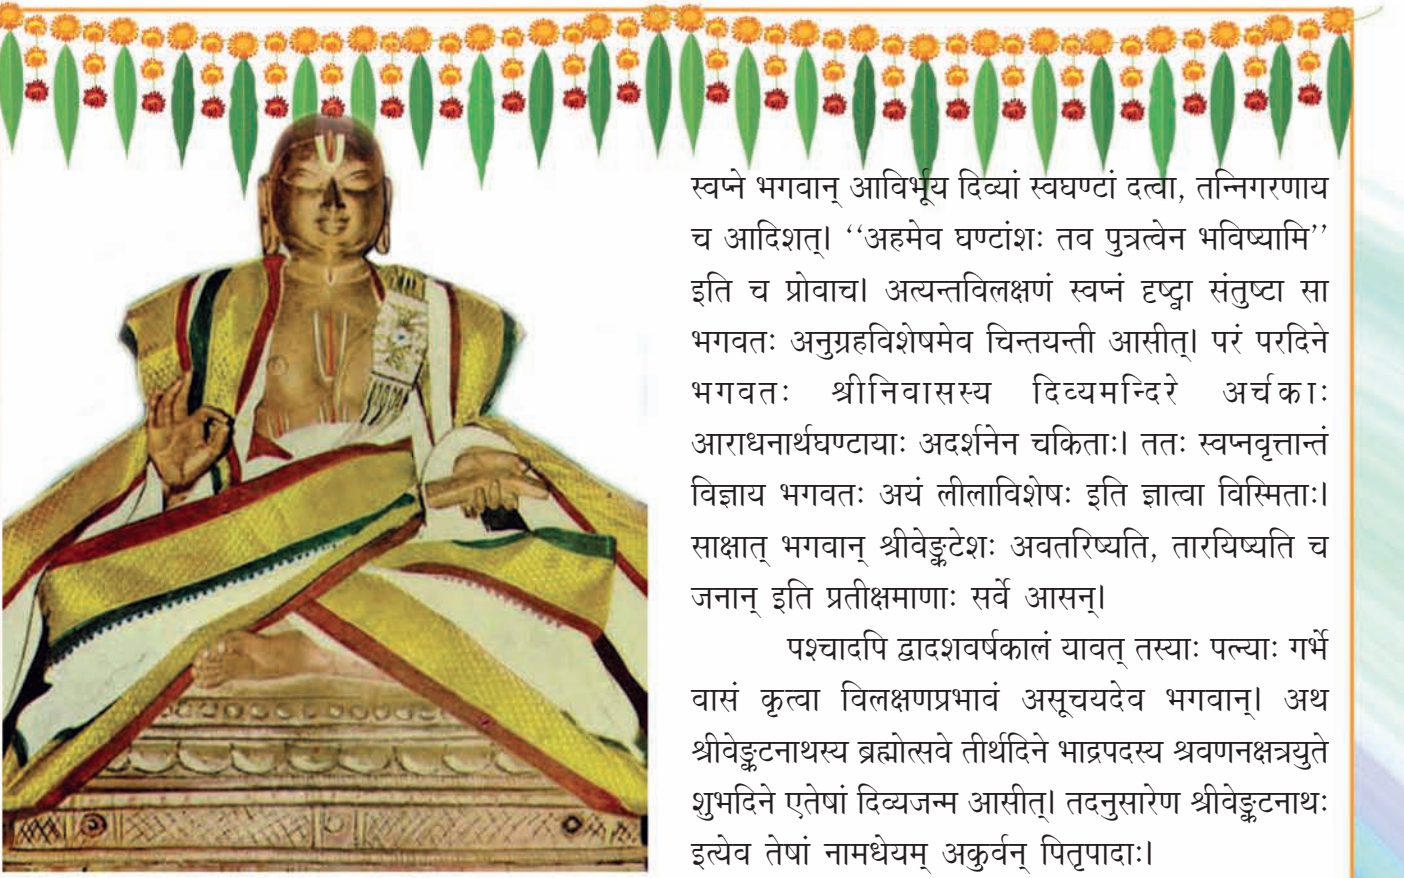 स्वप्ने भगवान् आविर्भूय दिव्यां स्वघण्टां दत्वा, तन्निगरणाय
च आदिशत्। ‘‘अहमेव घण्टांशः तव पुत्रत्वेन भविष्यामि’’
इति च प्रोवाच। अत्यन्तविलक्षणं स्वप्नं दृष्ट्वा संतुष्टा सा
भगवतः अनुग्रहविशेषमेव चिन्तयन्ती आसीत्। परं परदिने
भगवतः श्रीनिवासस्य दिव्यमन्दिरे अर्चकाः
आराधनार्थघण्टायाः अदर्शनेन चकिताः। ततः स्वप्नवृत्तान्तं
विज्ञाय भगवतः अयं लीलाविशेषः इति ज्ञात्वा विस्मिताः।
साक्षात् भगवान् श्रीवेङ्कटेशः अवतरिष्यति, तारयिष्यति च
जनान् इति प्रतीक्षमाणाः सर्वे आसन्।
पश्चादपि द्वादशवर्षकालं यावत् तस्याः पत्न्याः गर्भे
वासं कृत्वा विलक्षणप्रभावं असूचयदेव भगवान्। अथ
श्रीवेङ्कटनाथस्य ब्रह्मोत्सवे तीर्थदिने भाद्रपदस्य श्रवणनक्षत्रयुते
शुभदिने एतेषां दिव्यजन्म आसीत्। तदनुसारेण श्रीवेङ्कटनाथः
इत्येव तेषां नामधेयम् अकुर्वन् पितृपादाः।